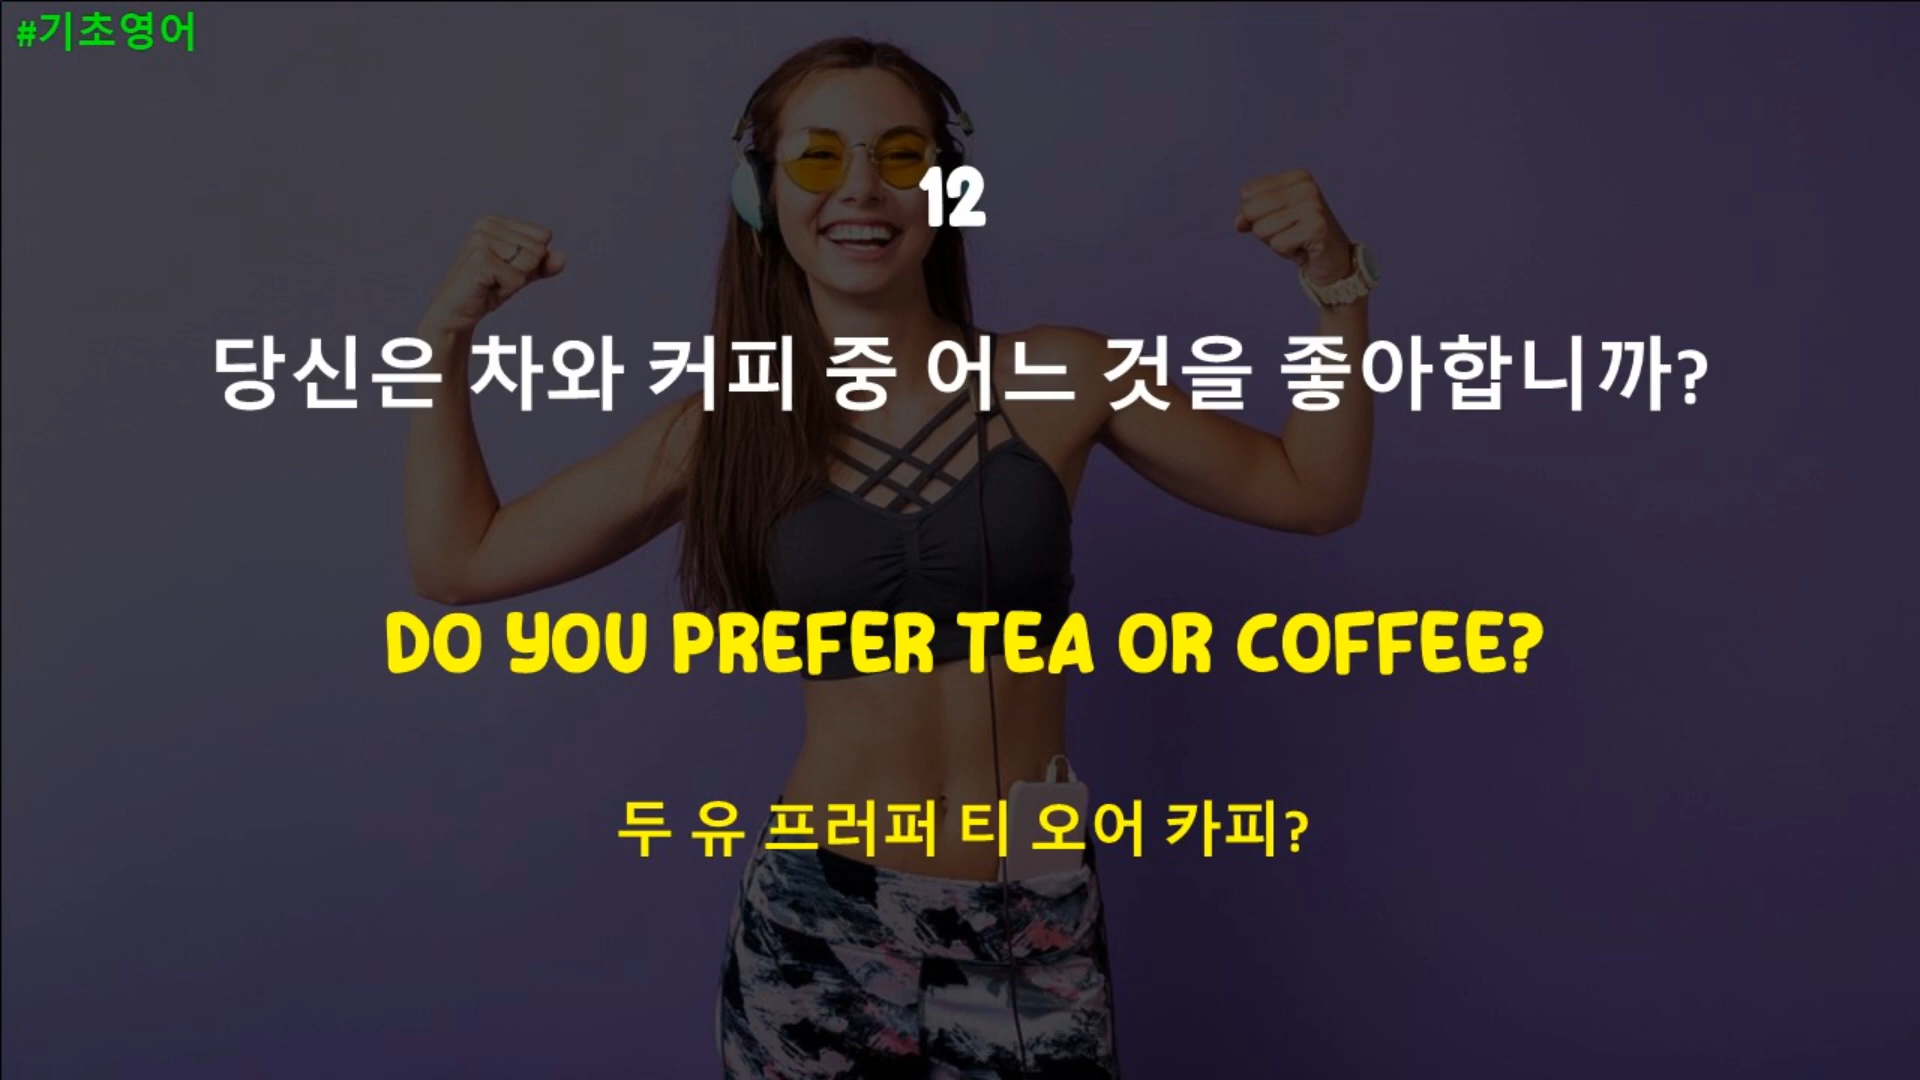 #기초영어
12
당신은 차와 커피 중 어느 것을 좋아합니까?
DO YOU PREFER TEA OR COFFEE?
두 유 프러퍼 티 오어 카피?